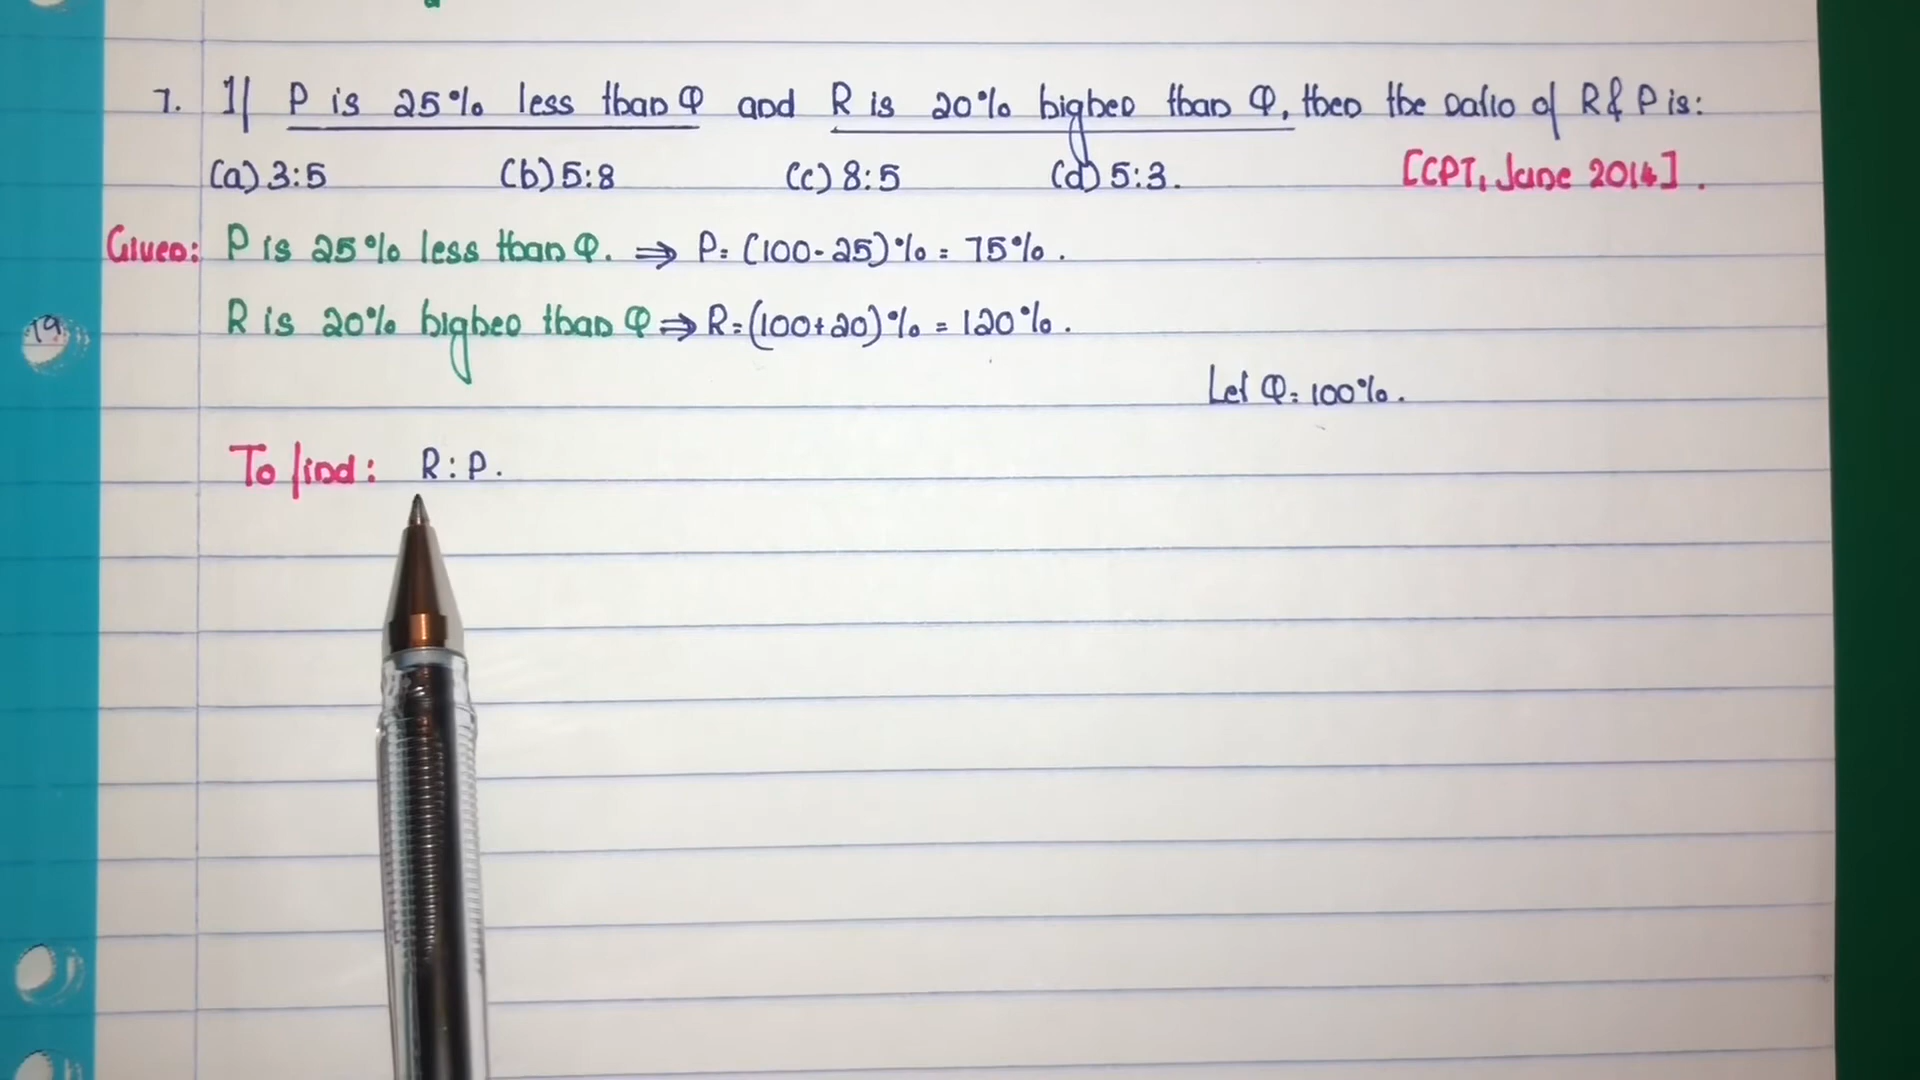 7. If P is 25% less than Q and R is 20% higher than Q, then the ratio of R & P is:
(a) 3:5 (b) 5:8 (c) 8:5 (d) 5:3. [CPT, June 2014].
Given: P is 25% less than Q. ⇒ P = (100-25)% = 75%.
R is 20% higher than Q ⇒ R = (100+20)% = 120%.
Let Q = 100%.
To find: R : P.